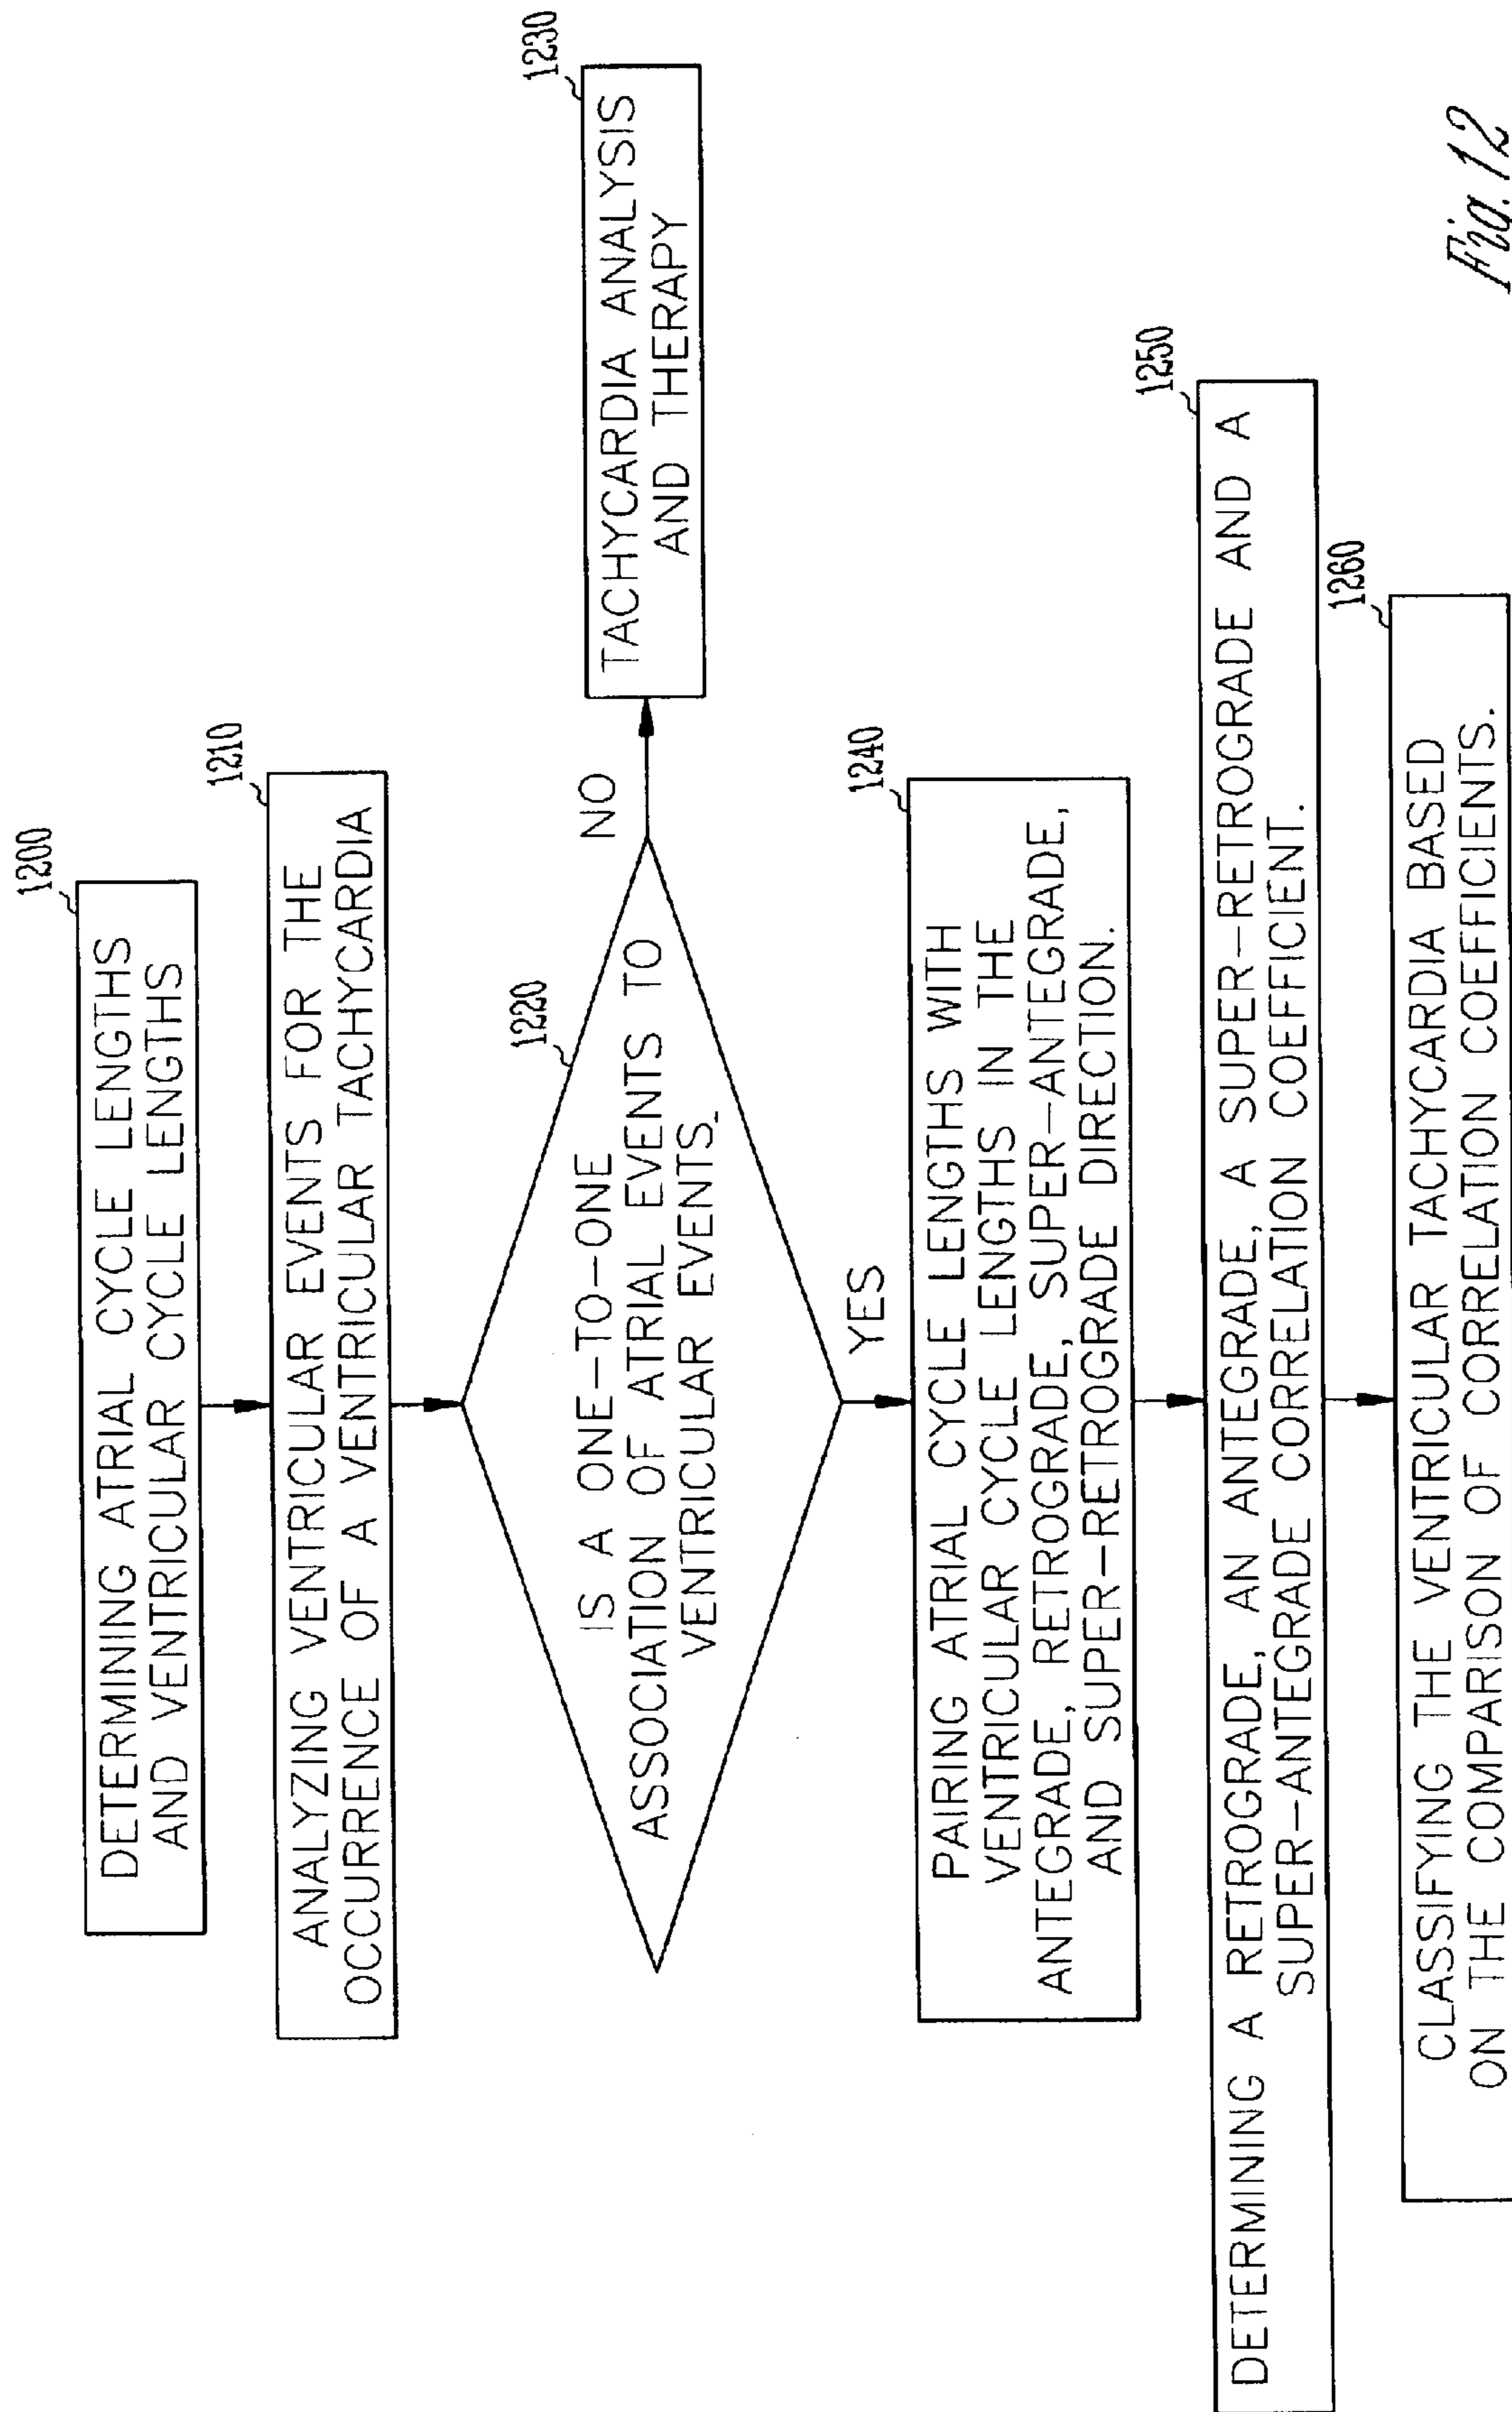 1200
DETERMINING ATRIAL CYCLE LENGTHS
AND VENTRICULAR CYCLE LENGTHS
1210
ANALYZING VENTRICULAR EVENTS FOR THE
OCCURRENCE OF A VENTRICULAR TACHYCARDIA
1220
IS A ONE-TO-ONE
ASSOCIATION OF ATRIAL EVENTS TO
VENTRICULAR EVENTS.
NO
1230
TACHYCARDIA ANALYSIS
AND THERAPY
YES
1240
PAIRING ATRIAL CYCLE LENGTHS WITH
VENTRICULAR CYCLE LENGTHS IN THE
ANTEGRADE, RETROGRADE, SUPER-ANTEGRADE,
AND SUPER-RETROGRADE DIRECTION.
1250
DETERMINING A RETROGRADE, AN ANTEGRADE, A SUPER-RETROGRADE AND A
SUPER-ANTEGRADE CORRELATION COEFFICIENT.
1260
CLASSIFYING THE VENTRICULAR TACHYCARDIA BASED
ON THE COMPARISON OF CORRELATION COEFFICIENTS.
Fig. 12